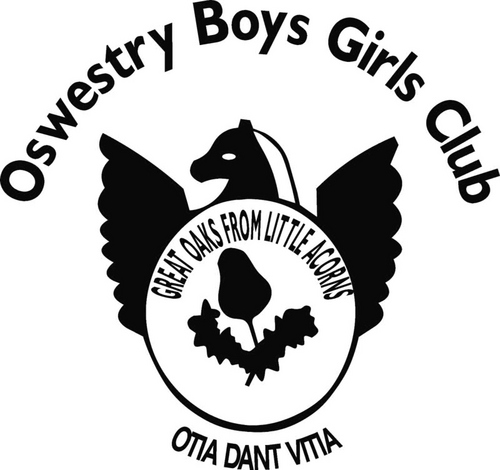 Oswestry Boys Girls Club
GREAT OAKS FROM LITTLE ACORNS
OTIA DANT VITIA